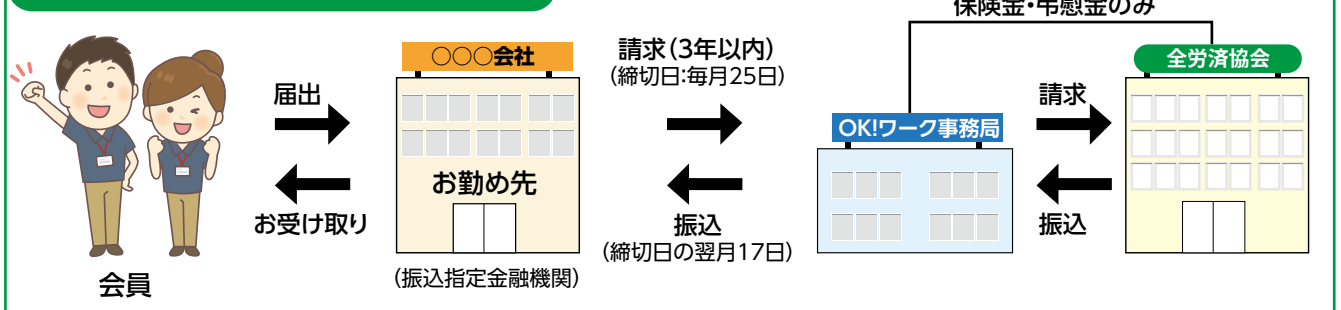 保険金・弔慰金のみ
○○○会社
請求（3年以内）
（締切日：毎月25日）
全労済協会
届出
請求
OK!ワーク事務局
お勤め先
お受け取り
振込
（締切日の翌月17日）
振込
（振込指定金融機関）
会員